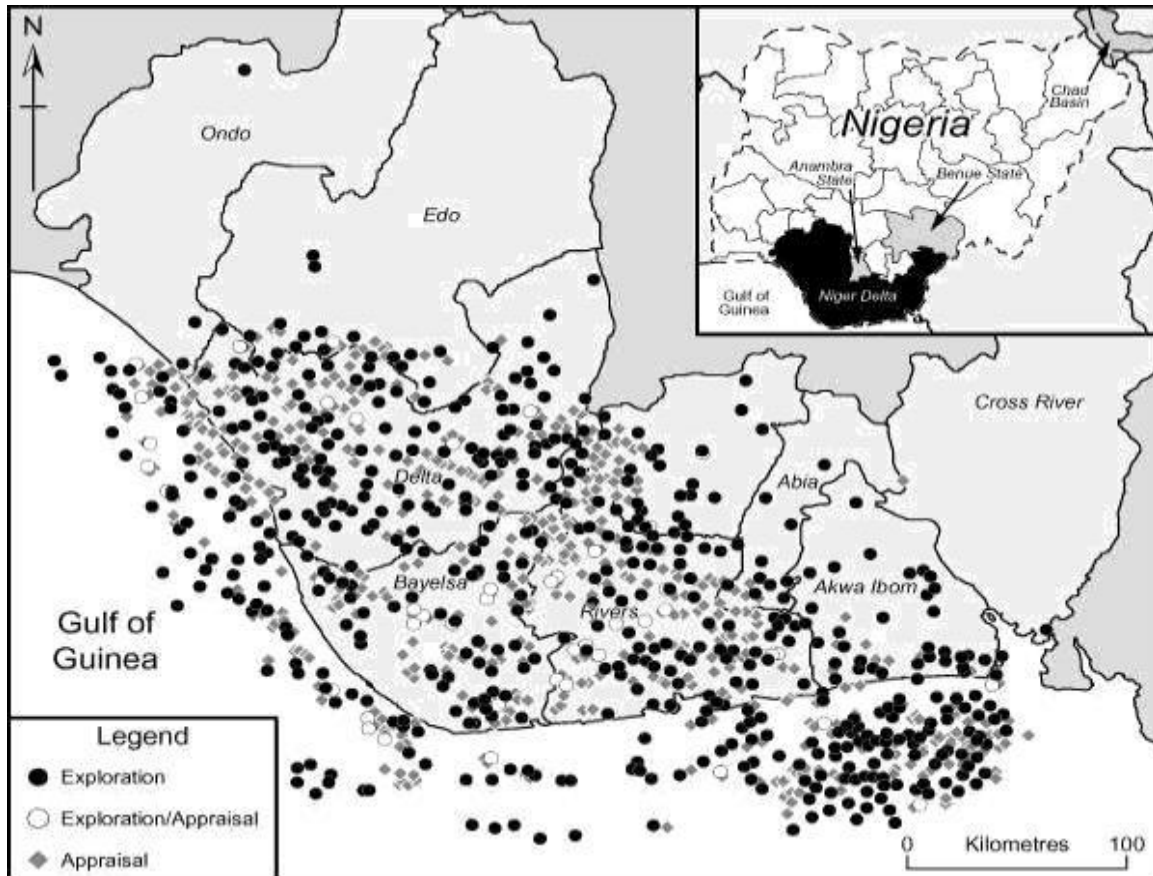 N
Ondo
Edo
Delta
Bayelsa
Rivers
Abia
Akwa Ibom
Cross River
Gulf of
Guinea
Nigeria
Chad
Basin
Anambra
State
Benue State
Niger Delta
Gulf of
Guinea
Legend
Exploration
Exploration/Appraisal
Appraisal
0 Kilometres 100